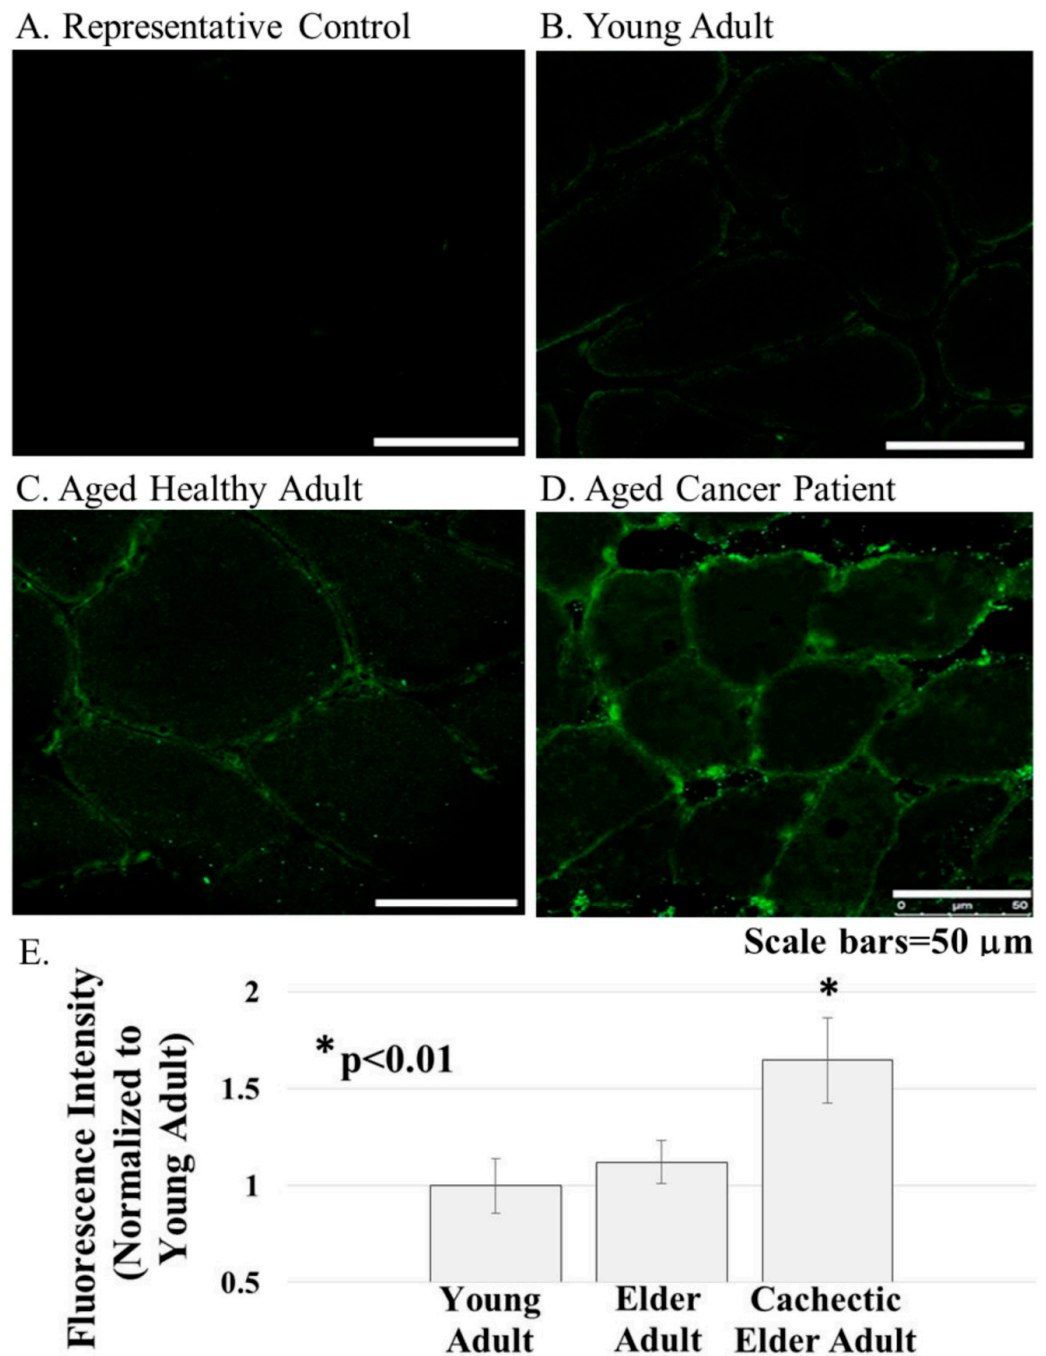 A. Representative Control
B. Young Adult
C. Aged Healthy Adult
D. Aged Cancer Patient
0 µm 50
Scale bars=50 µm
E.
Fluorescence Intensity
(Normalized to
Young Adult)
2
1.5
1
0.5
*
* p<0.01
Young
Adult
Elder
Adult
Cachectic
Elder Adult